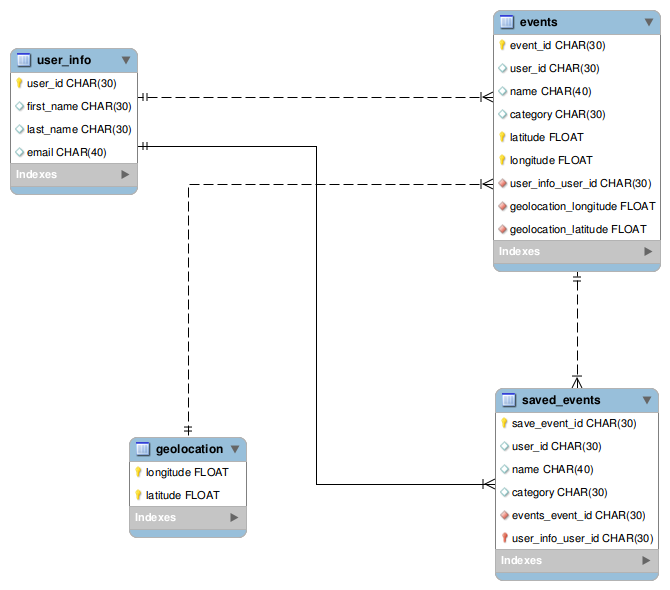 user_info
user_id CHAR(30)
first_name CHAR(30)
last_name CHAR(30)
email CHAR(40)
Indexes
events
event_id CHAR(30)
user_id CHAR(30)
name CHAR(40)
category CHAR(30)
latitude FLOAT
longitude FLOAT
user_info_user_id CHAR(30)
geolocation_longitude FLOAT
geolocation_latitude FLOAT
Indexes
geolocation
longitude FLOAT
latitude FLOAT
Indexes
saved_events
save_event_id CHAR(30)
user_id CHAR(30)
name CHAR(40)
category CHAR(30)
events_event_id CHAR(30)
user_info_user_id CHAR(30)
Indexes